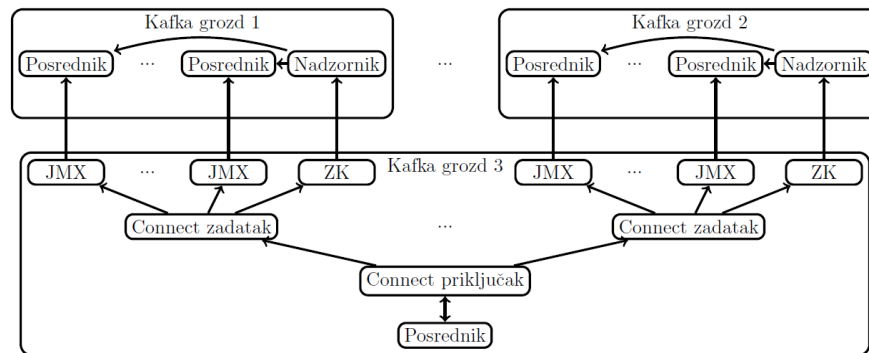 Kafka grozd 1
Kafka grozd 2
Posrednik ... Posrednik Nadzornik ... Posrednik ... Posrednik Nadzornik
Kafka grozd 3
JMX ... JMX ZK JMX ... JMX ZK
Connect zadatak ... Connect zadatak
Connect priključak
Posrednik